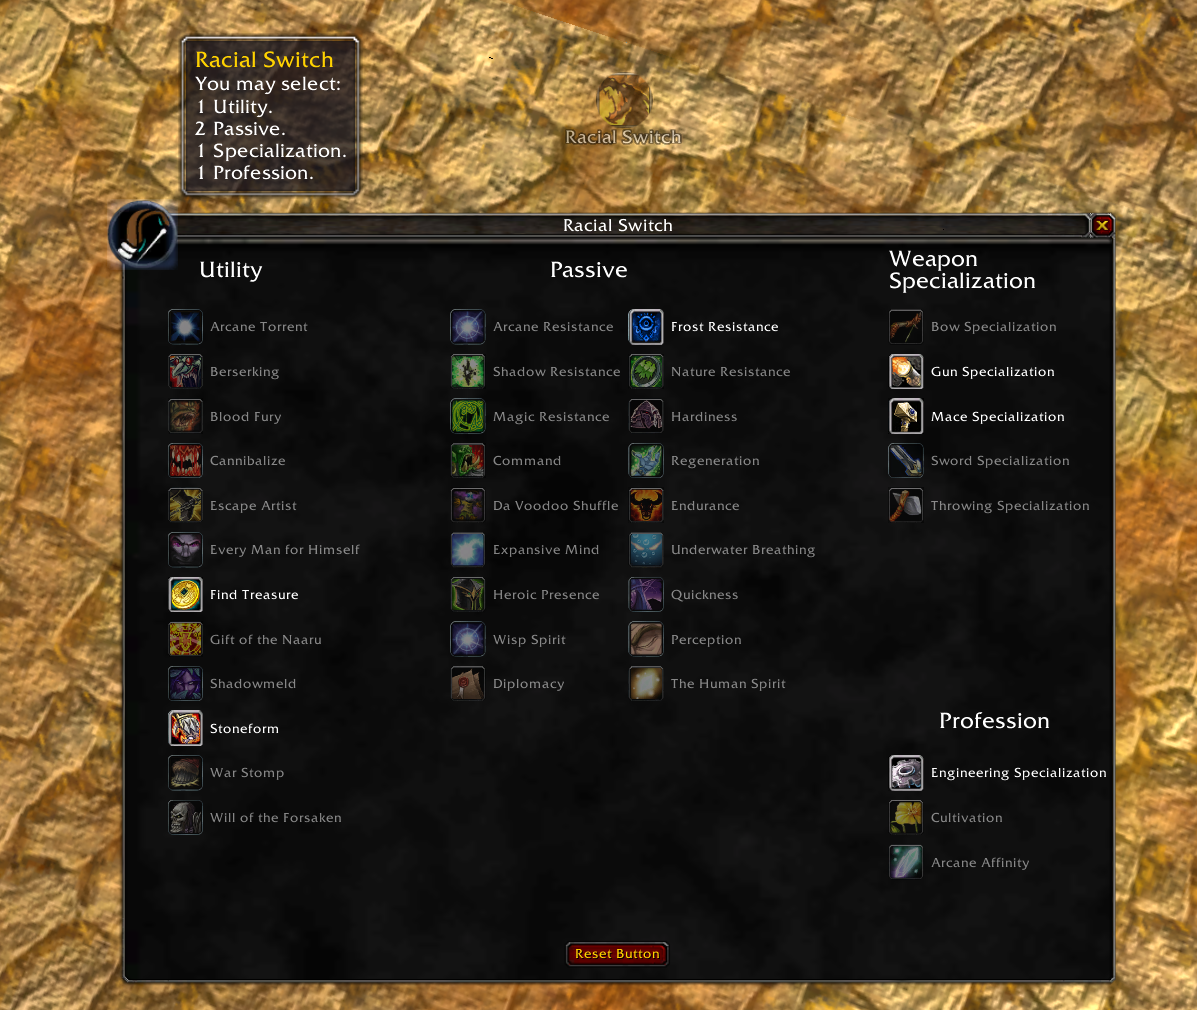 Racial Switch
You may select:
1 Utility.
2 Passive.
1 Specialization.
1 Profession.
Racial Switch
Racial Switch
Utility
Arcane Torrent
Berserking
Blood Fury
Cannibalize
Escape Artist
Every Man for Himself
Find Treasure
Gift of the Naaru
Shadowmeld
Stoneform
War Stomp
Will of the Forsaken
Passive
Arcane Resistance
Shadow Resistance
Magic Resistance
Command
Da Voodoo Shuffle
Expansive Mind
Heroic Presence
Wisp Spirit
Diplomacy
Frost Resistance
Nature Resistance
Hardiness
Regeneration
Endurance
Underwater Breathing
Quickness
Perception
The Human Spirit
Weapon
Specialization
Bow Specialization
Gun Specialization
Mace Specialization
Sword Specialization
Throwing Specialization
Profession
Engineering Specialization
Cultivation
Arcane Affinity
Reset Button